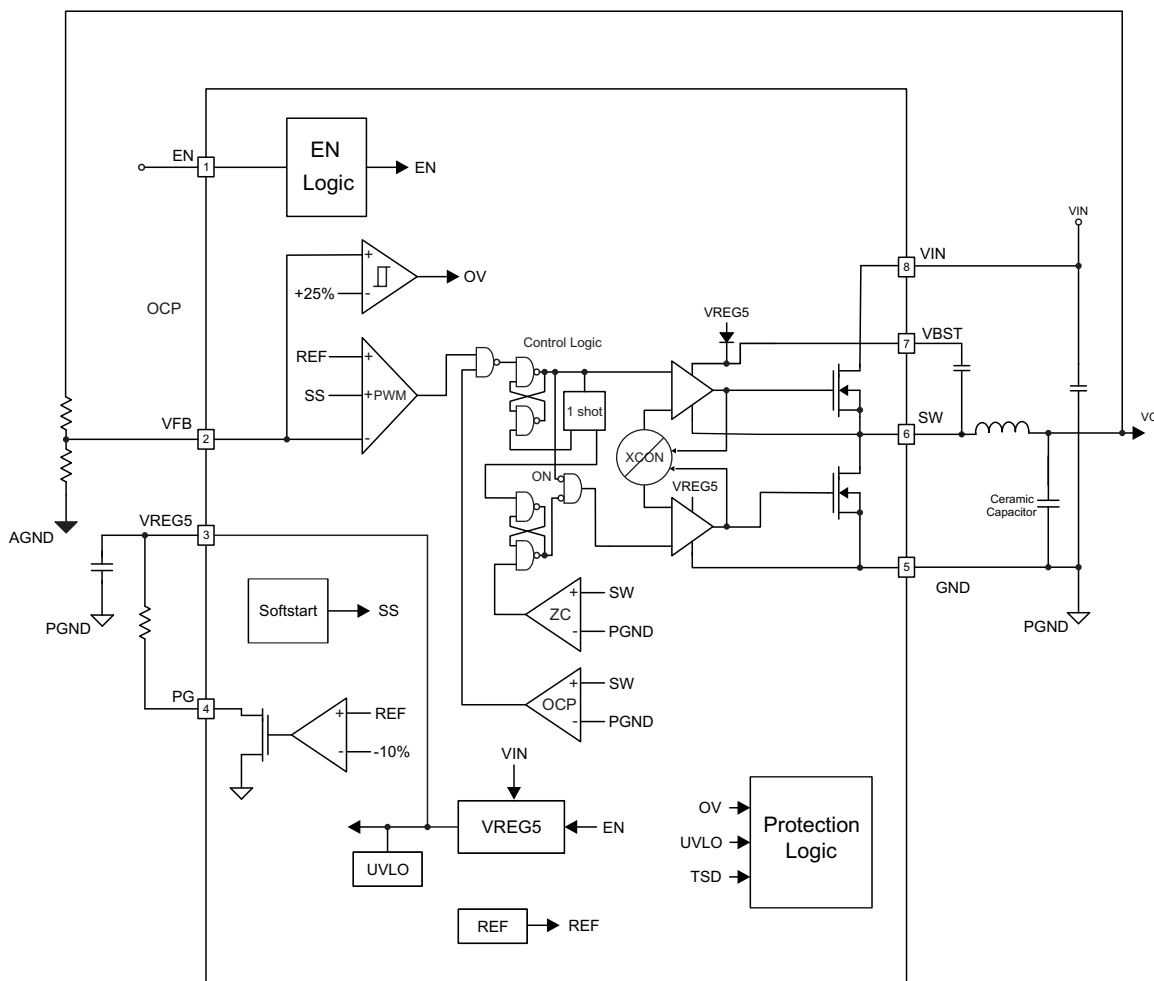 EN
1
EN
Logic
EN
+
-
+25%
OV
OCP
VIN
VIN
8
VREG5
VBST
7
Control Logic
REF
+
SS
+
PWM
-
1 shot
VFB
2
SW
6
XCON
ON
VREG5
Ceramic
Capacitor
AGND
VREG5
3
5
GND
PGND
PGND
Softstart
SS
+
SW
ZC
-
PGND
PG
4
+
REF
-
-10%
+
SW
OCP
-
PGND
VIN
VREG5
EN
UVLO
OV
UVLO
TSD
Protection
Logic
REF
REF